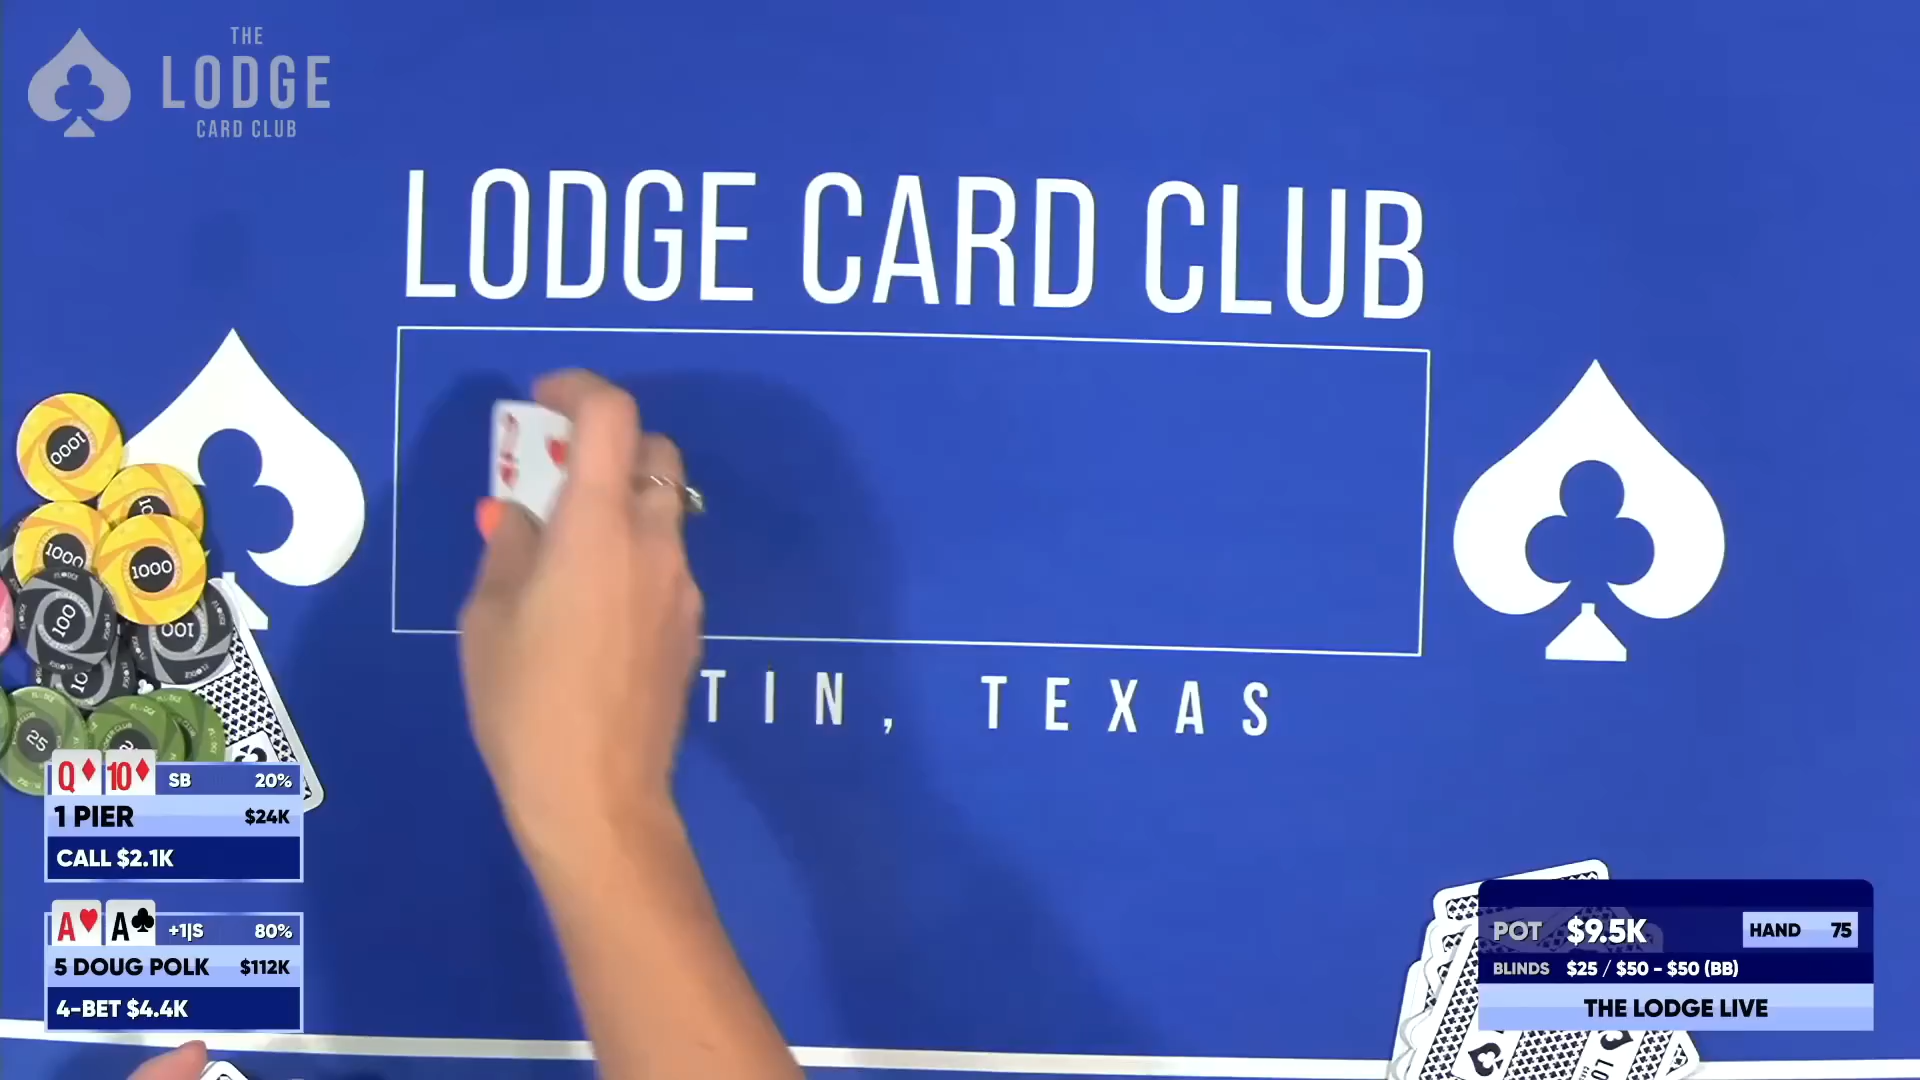 THE
LODGE
CARD CLUB
LODGE CARD CLUB
TIN, TEXAS
1000
1000
1000
100
100
25
Q 10 SB 20%
1 PIER $24K
CALL $2.1K
A A +1|S 80%
5 DOUG POLK $112K
4-BET $4.4K
POT $9.5K HAND 75
BLINDS $25 / $50 - $50 (BB)
THE LODGE LIVE